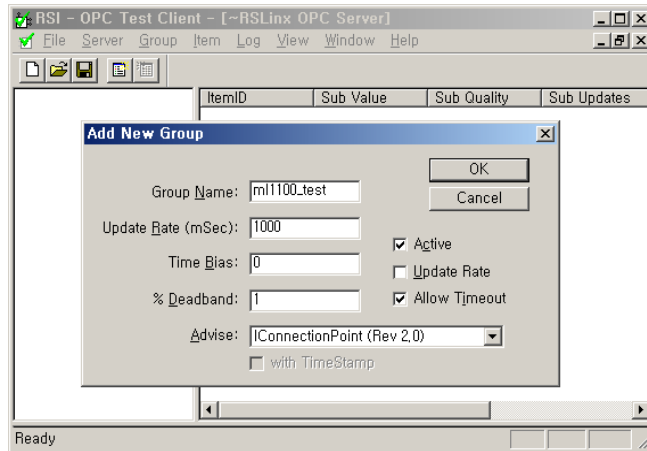 RSI - OPC Test Client - [~RSLinx OPC Server]
File Server Group Item Log View Window Help
ItemID Sub Value Sub Quality Sub Updates
Add New Group
OK
Cancel
Group Name: ml1100_test
Update Rate (mSec): 1000
Time Bias: 0
% Deadband: 1
Active
Update Rate
Allow Timeout
Advise: IConnectionPoint (Rev 2,0)
with TimeStamp
Ready